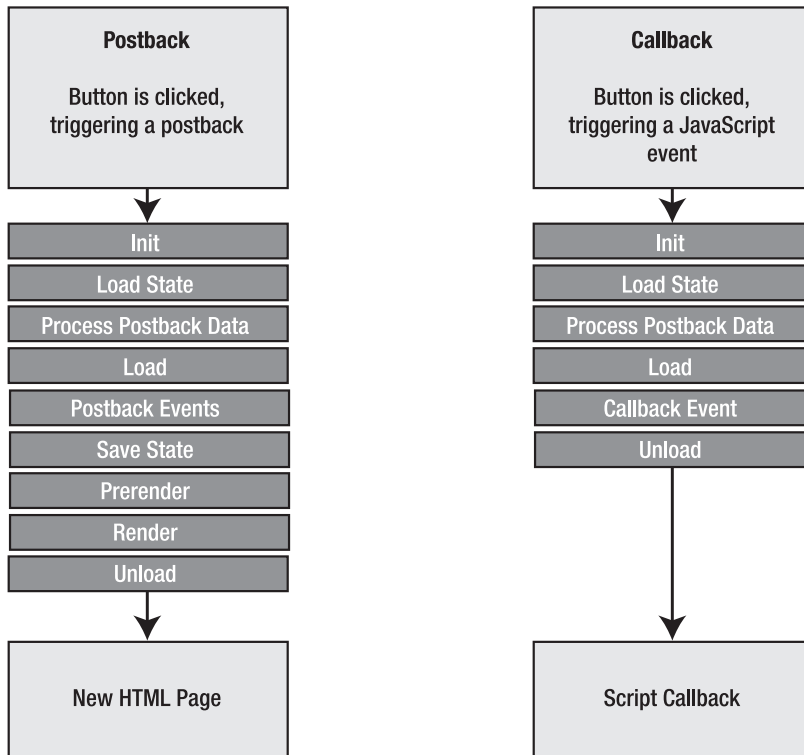 Postback
Button is clicked,
triggering a postback
Init
Load State
Process Postback Data
Load
Postback Events
Save State
Prerender
Render
Unload
New HTML Page
Callback
Button is clicked,
triggering a JavaScript
event
Init
Load State
Process Postback Data
Load
Callback Event
Unload
Script Callback